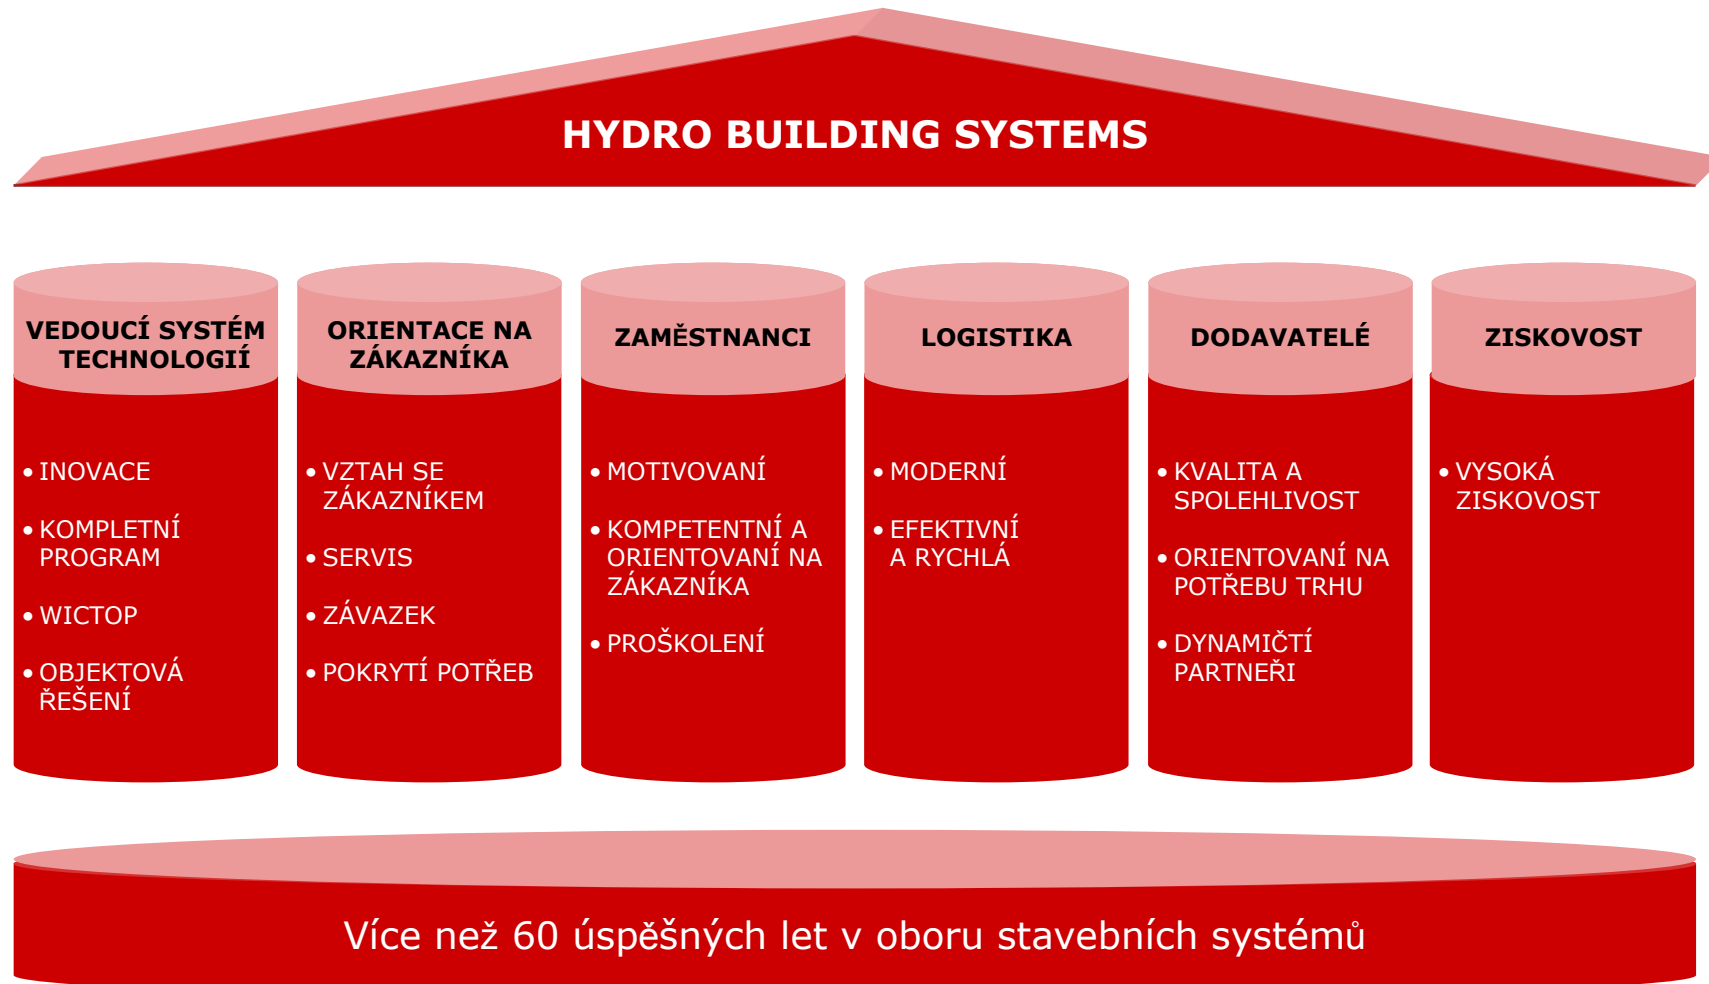 HYDRO BUILDING SYSTEMS
VEDOUCÍ SYSTÉM
TECHNOLOGIÍ
• INOVACE
• KOMPLETNÍ
PROGRAM
• WICTOP
• OBJEKTOVÁ
ŘEŠENÍ
ORIENTACE NA
ZÁKAZNÍKA
• VZTAH SE
ZÁKAZNÍKEM
• SERVIS
• ZÁVAZEK
• POKRYTÍ POTŘEB
ZAMĚSTNANCI
• MOTIVOVANÍ
• KOMPETENTNÍ A
ORIENTOVANÍ NA
ZÁKAZNÍKA
• PROŠKOLENÍ
LOGISTIKA
• MODERNÍ
• EFEKTIVNÍ
A RYCHLÁ
DODAVATELÉ
• KVALITA A
SPOLEHLIVOST
• ORIENTOVANÍ NA
POTŘEBU TRHU
• DYNAMIČTÍ
PARTNEŘI
ZISKOVOST
• VYSOKÁ
ZISKOVOST
Více než 60 úspěšných let v oboru stavebních systémů